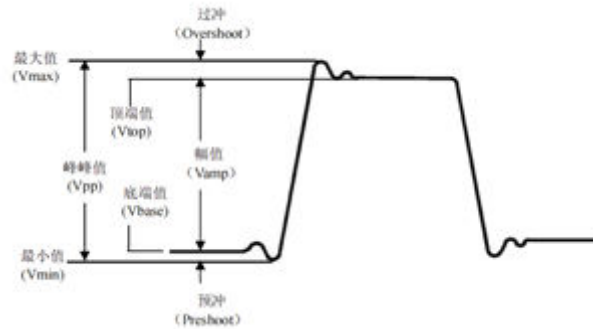 过冲
(Overshoot)
最大值
(Vmax)
顶端值
(Vtop)
峰峰值
(Vpp)
幅值
(Vamp)
底端值
(Vbase)
最小值
(Vmin)
预冲
(Preshoot)